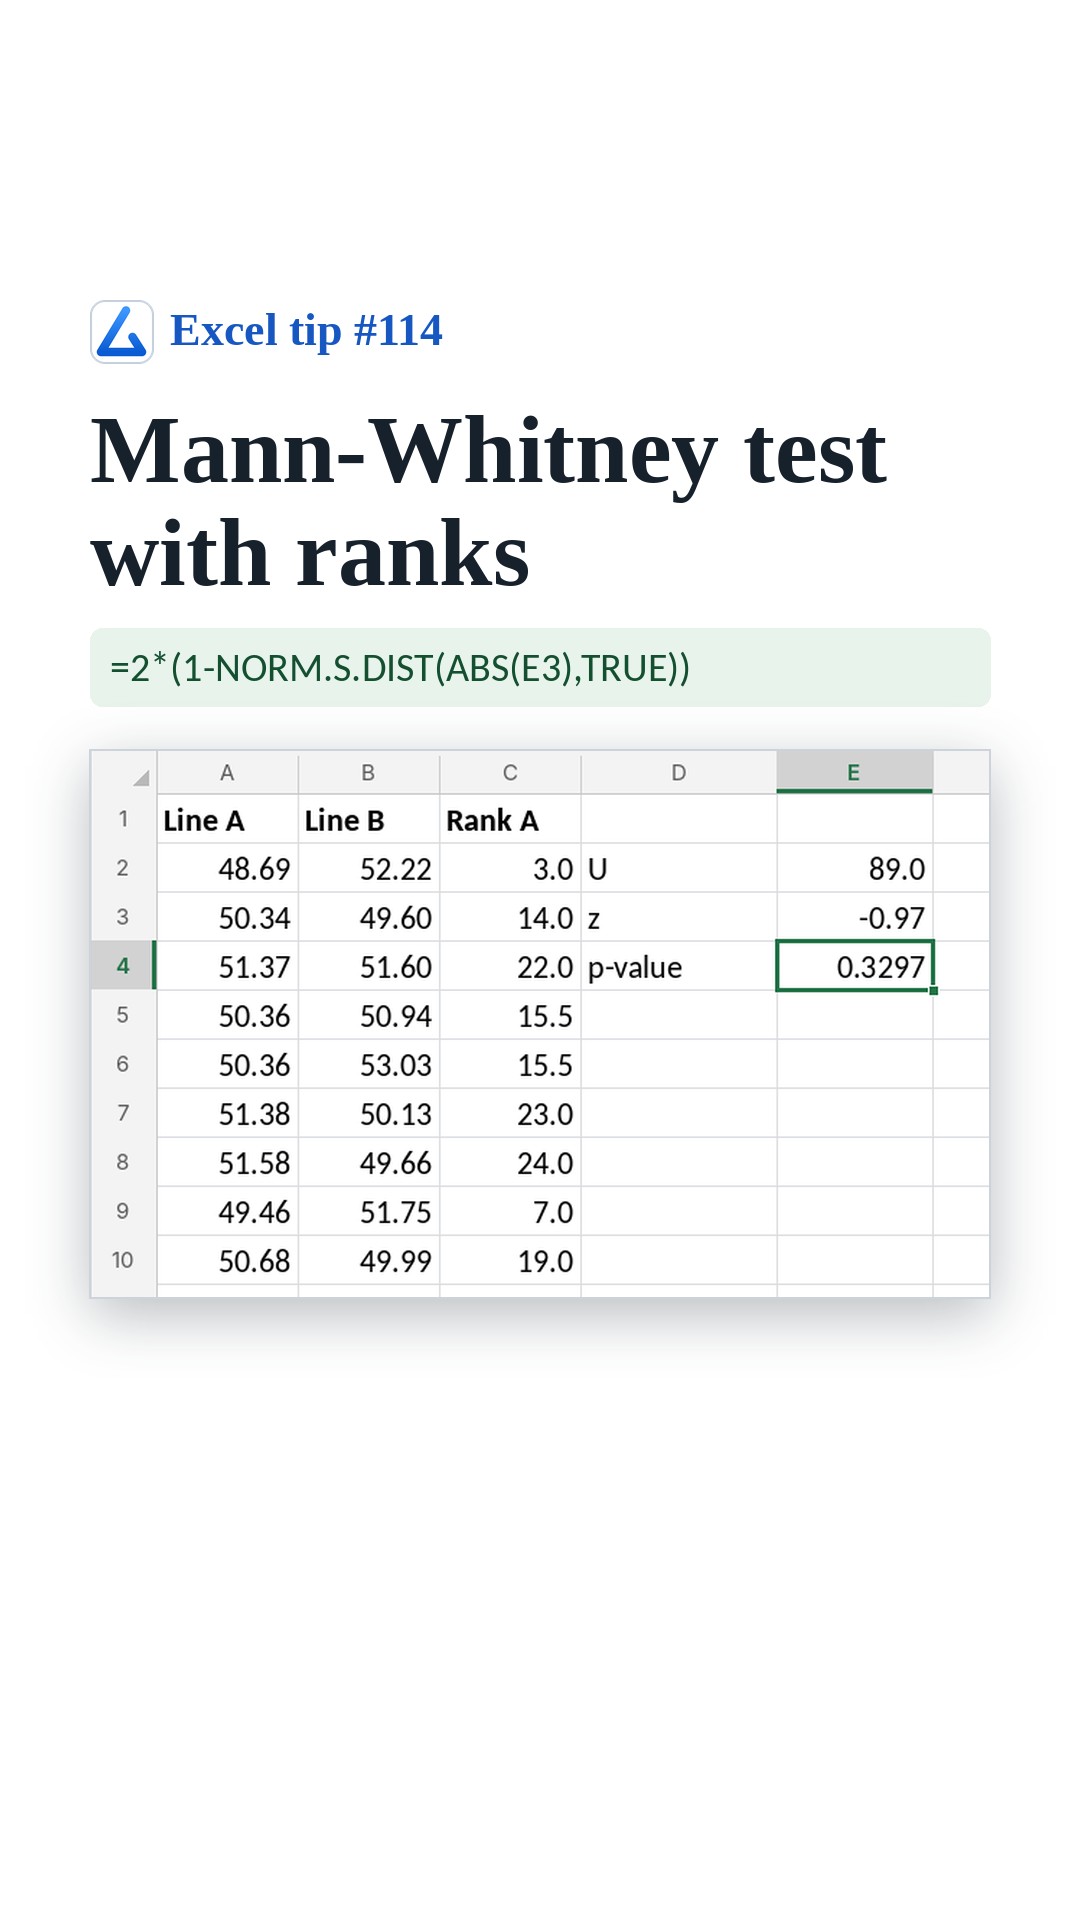 Excel tip #114
Mann-Whitney test
with ranks
=2*(1-NORM.S.DIST(ABS(E3),TRUE))
A B C D E
1 Line A Line B Rank A
2 48.69 52.22 3.0 U 89.0
3 50.34 49.60 14.0 z -0.97
4 51.37 51.60 22.0 p-value 0.3297
5 50.36 50.94 15.5
6 50.36 53.03 15.5
7 51.38 50.13 23.0
8 51.58 49.66 24.0
9 49.46 51.75 7.0
10 50.68 49.99 19.0